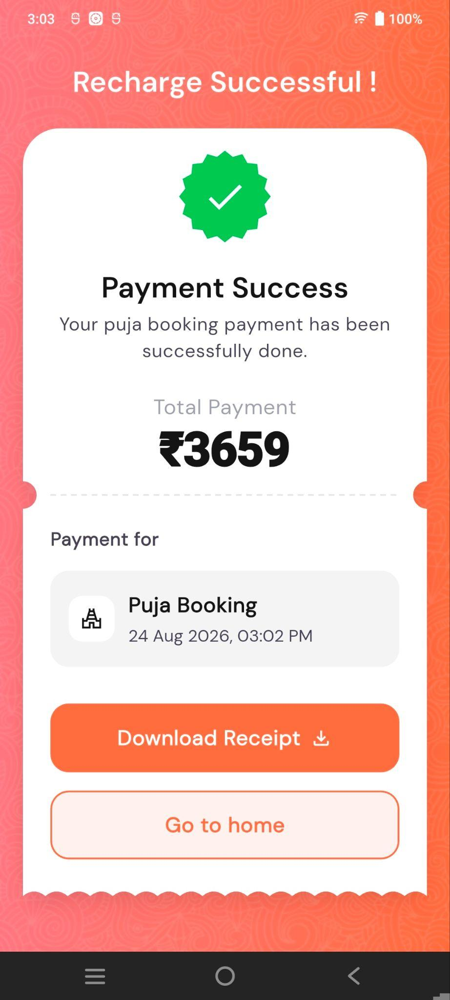 3:03
100%
Recharge Successful !
Payment Success
Your puja booking payment has been
successfully done.
Total Payment
₹3659
Payment for
Puja Booking
24 Aug 2026, 03:02 PM
Download Receipt
Go to home